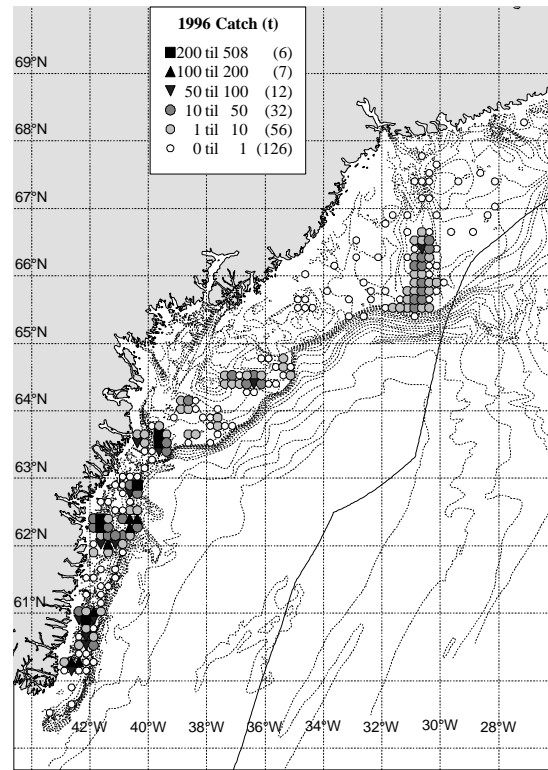 1996 Catch (t)
200 til 508 (6)
100 til 200 (7)
50 til 100 (12)
10 til 50 (32)
1 til 10 (56)
0 til 1 (126)
69°N
68°N
67°N
66°N
65°N
64°N
63°N
62°N
61°N
42°W 40°W 38°W 36°W 34°W 32°W 30°W 28°W